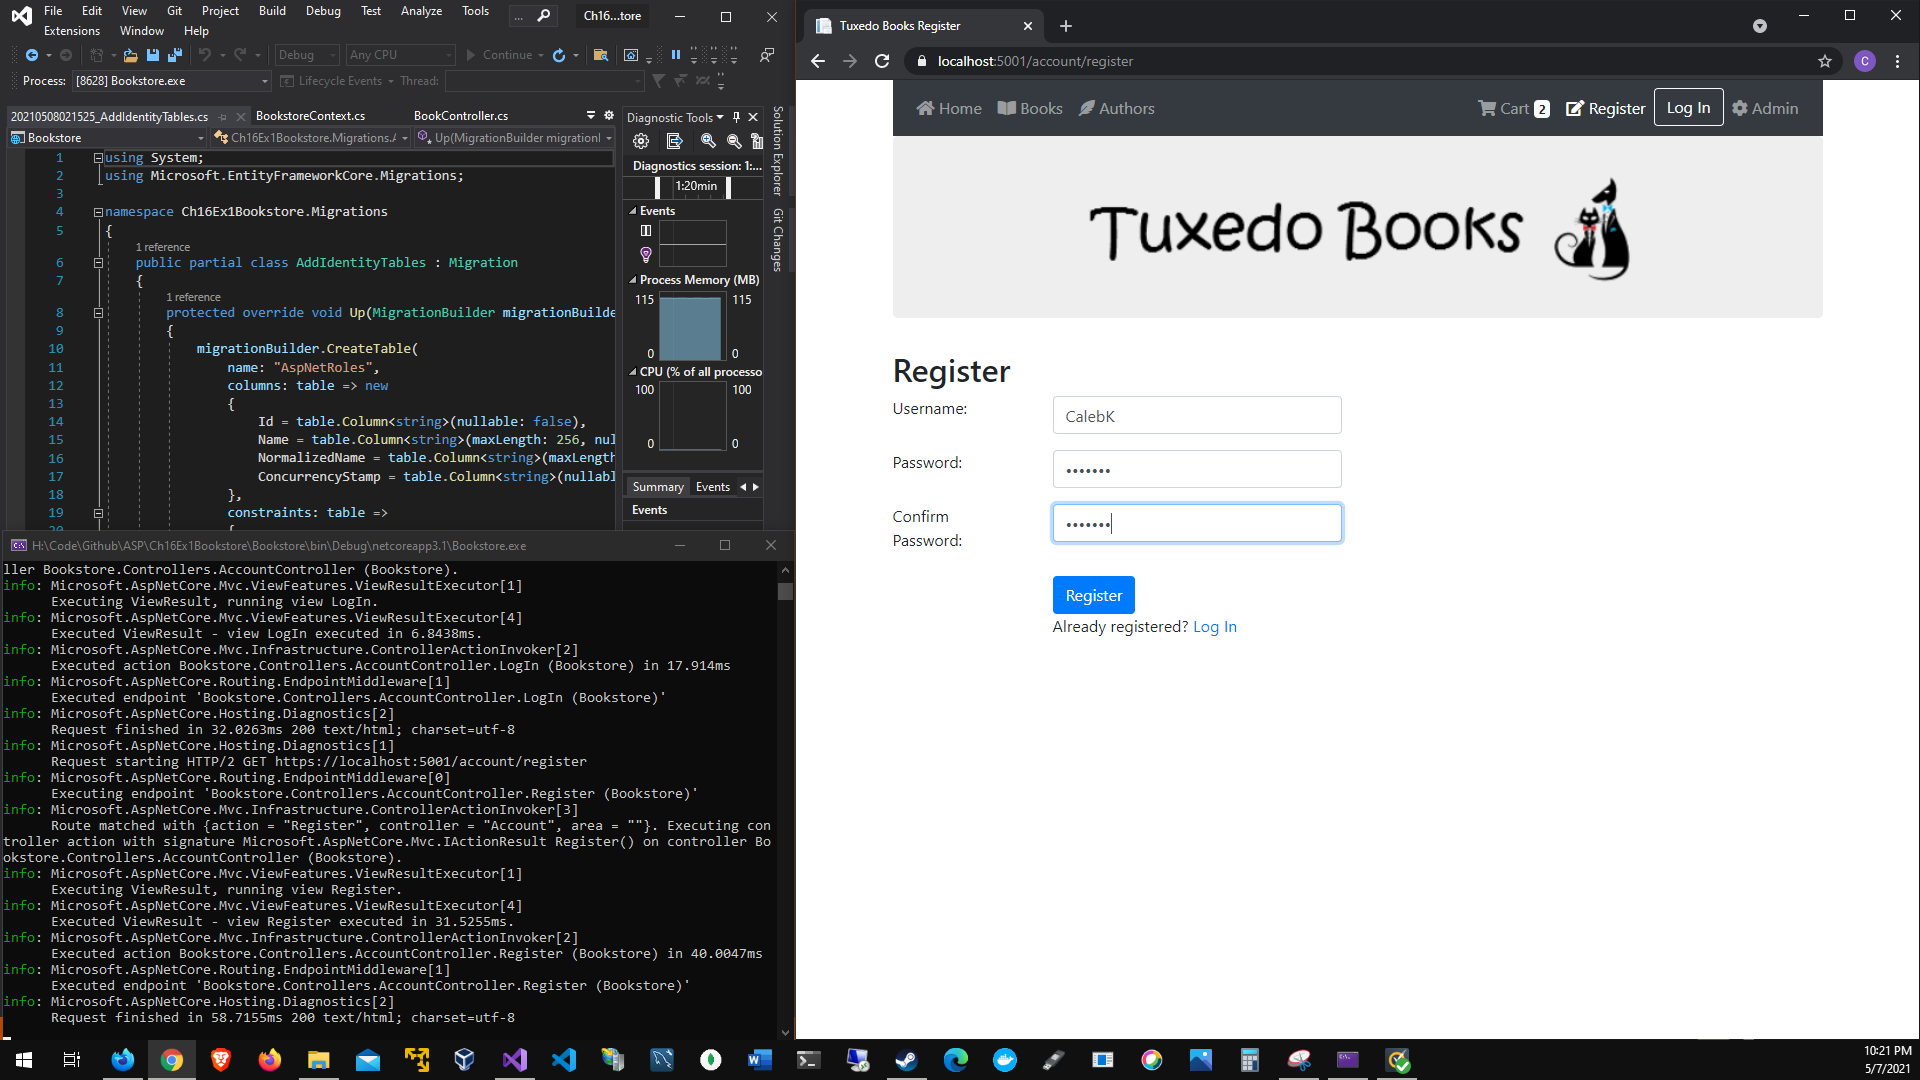 File Edit View Git Project Build Debug Test Analyze Tools ... Ch16...tore
Extensions Window Help
Debug Any CPU Continue
Process: [8628] Bookstore.exe Lifecycle Events Thread:
20210508021525_AddIdentityTables.cs BookstoreContext.cs BookController.cs
Bookstore Ch16Ex1Bookstore.Migrations.A Up(MigrationBuilder migrationl
1 using System;
2 using Microsoft.EntityFrameworkCore.Migrations;
3
4 namespace Ch16Ex1Bookstore.Migrations
5 {
1 reference
6 public partial class AddIdentityTables : Migration
7 {
1 reference
8 protected override void Up(MigrationBuilder migrationBuilde
9 {
10 migrationBuilder.CreateTable(
11 name: "AspNetRoles",
12 columns: table => new
13 {
14 Id = table.Column<string>(nullable: false),
15 Name = table.Column<string>(maxLength: 256, nul
16 NormalizedName = table.Column<string>(maxLength
17 ConcurrencyStamp = table.Column<string>(nullabl
18 },
19 constraints: table =>
20 {
Diagnostic Tools
Diagnostics session: 1:...
1:20min
Events
Process Memory (MB)
115 115
0 0
CPU (% of all processo
100 100
0 0
Summary Events
Events
Solution Explorer
Git Changes
H:\Code\Github\ASP\Ch16Ex1Bookstore\Bookstore\bin\Debug\netcoreapp3.1\Bookstore.exe
ller Bookstore.Controllers.AccountController (Bookstore).
info: Microsoft.AspNetCore.Mvc.ViewFeatures.ViewResultExecutor[1]
Executing ViewResult, running view LogIn.
info: Microsoft.AspNetCore.Mvc.ViewFeatures.ViewResultExecutor[4]
Executed ViewResult - view LogIn executed in 6.8438ms.
info: Microsoft.AspNetCore.Mvc.Infrastructure.ControllerActionInvoker[2]
Executed action Bookstore.Controllers.AccountController.LogIn (Bookstore) in 17.914ms
info: Microsoft.AspNetCore.Routing.EndpointMiddleware[1]
Executed endpoint 'Bookstore.Controllers.AccountController.LogIn (Bookstore)'
info: Microsoft.AspNetCore.Hosting.Diagnostics[2]
Request finished in 32.0263ms 200 text/html; charset=utf-8
info: Microsoft.AspNetCore.Hosting.Diagnostics[1]
Request starting HTTP/2 GET https://localhost:5001/account/register
info: Microsoft.AspNetCore.Routing.EndpointMiddleware[0]
Executing endpoint 'Bookstore.Controllers.AccountController.Register (Bookstore)'
info: Microsoft.AspNetCore.Mvc.Infrastructure.ControllerActionInvoker[3]
Route matched with {action = "Register", controller = "Account", area = ""}. Executing con
troller action with signature Microsoft.AspNetCore.Mvc.IActionResult Register() on controller Bo
okstore.Controllers.AccountController (Bookstore).
info: Microsoft.AspNetCore.Mvc.ViewFeatures.ViewResultExecutor[1]
Executing ViewResult, running view Register.
info: Microsoft.AspNetCore.Mvc.ViewFeatures.ViewResultExecutor[4]
Executed ViewResult - view Register executed in 31.5255ms.
info: Microsoft.AspNetCore.Mvc.Infrastructure.ControllerActionInvoker[2]
Executed action Bookstore.Controllers.AccountController.Register (Bookstore) in 40.0047ms
info: Microsoft.AspNetCore.Routing.EndpointMiddleware[1]
Executed endpoint 'Bookstore.Controllers.AccountController.Register (Bookstore)'
info: Microsoft.AspNetCore.Hosting.Diagnostics[2]
Request finished in 58.7155ms 200 text/html; charset=utf-8
Tuxedo Books Register
localhost:5001/account/register
C
Home Books Authors Cart 2 Register Log In Admin
Tuxedo Books
Register
Username: CalebK
Password: •••••••
Confirm
Password: •••••••
Register
Already registered? Log In
10:21 PM
5/7/2021